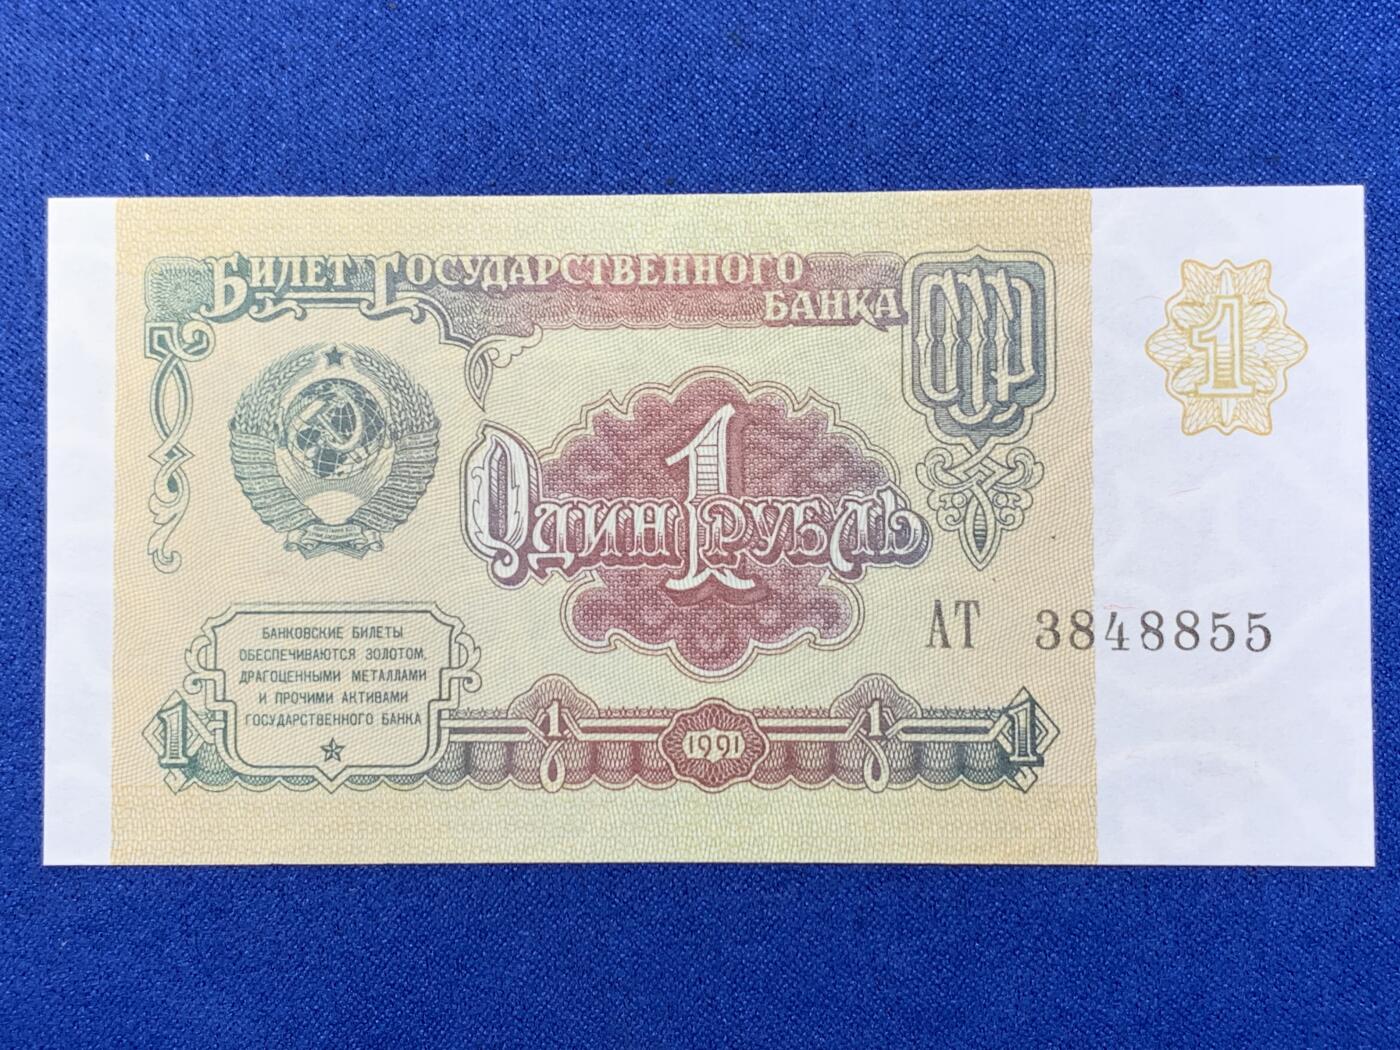 БИЛЕТ ГОСУДАРСТВЕННОГО
БАНКА
СССР
1
1
ОДИН РУБЛЬ
АТ 3848855
БАНКОВСКИЕ БИЛЕТЫ
ОБЕСПЕЧИВАЮТСЯ ЗОЛОТОМ,
ДРАГОЦЕННЫМИ МЕТАЛЛАМИ
И ПРОЧИМИ АКТИВАМИ
ГОСУДАРСТВЕННОГО БАНКА
1 1 1991 1 1